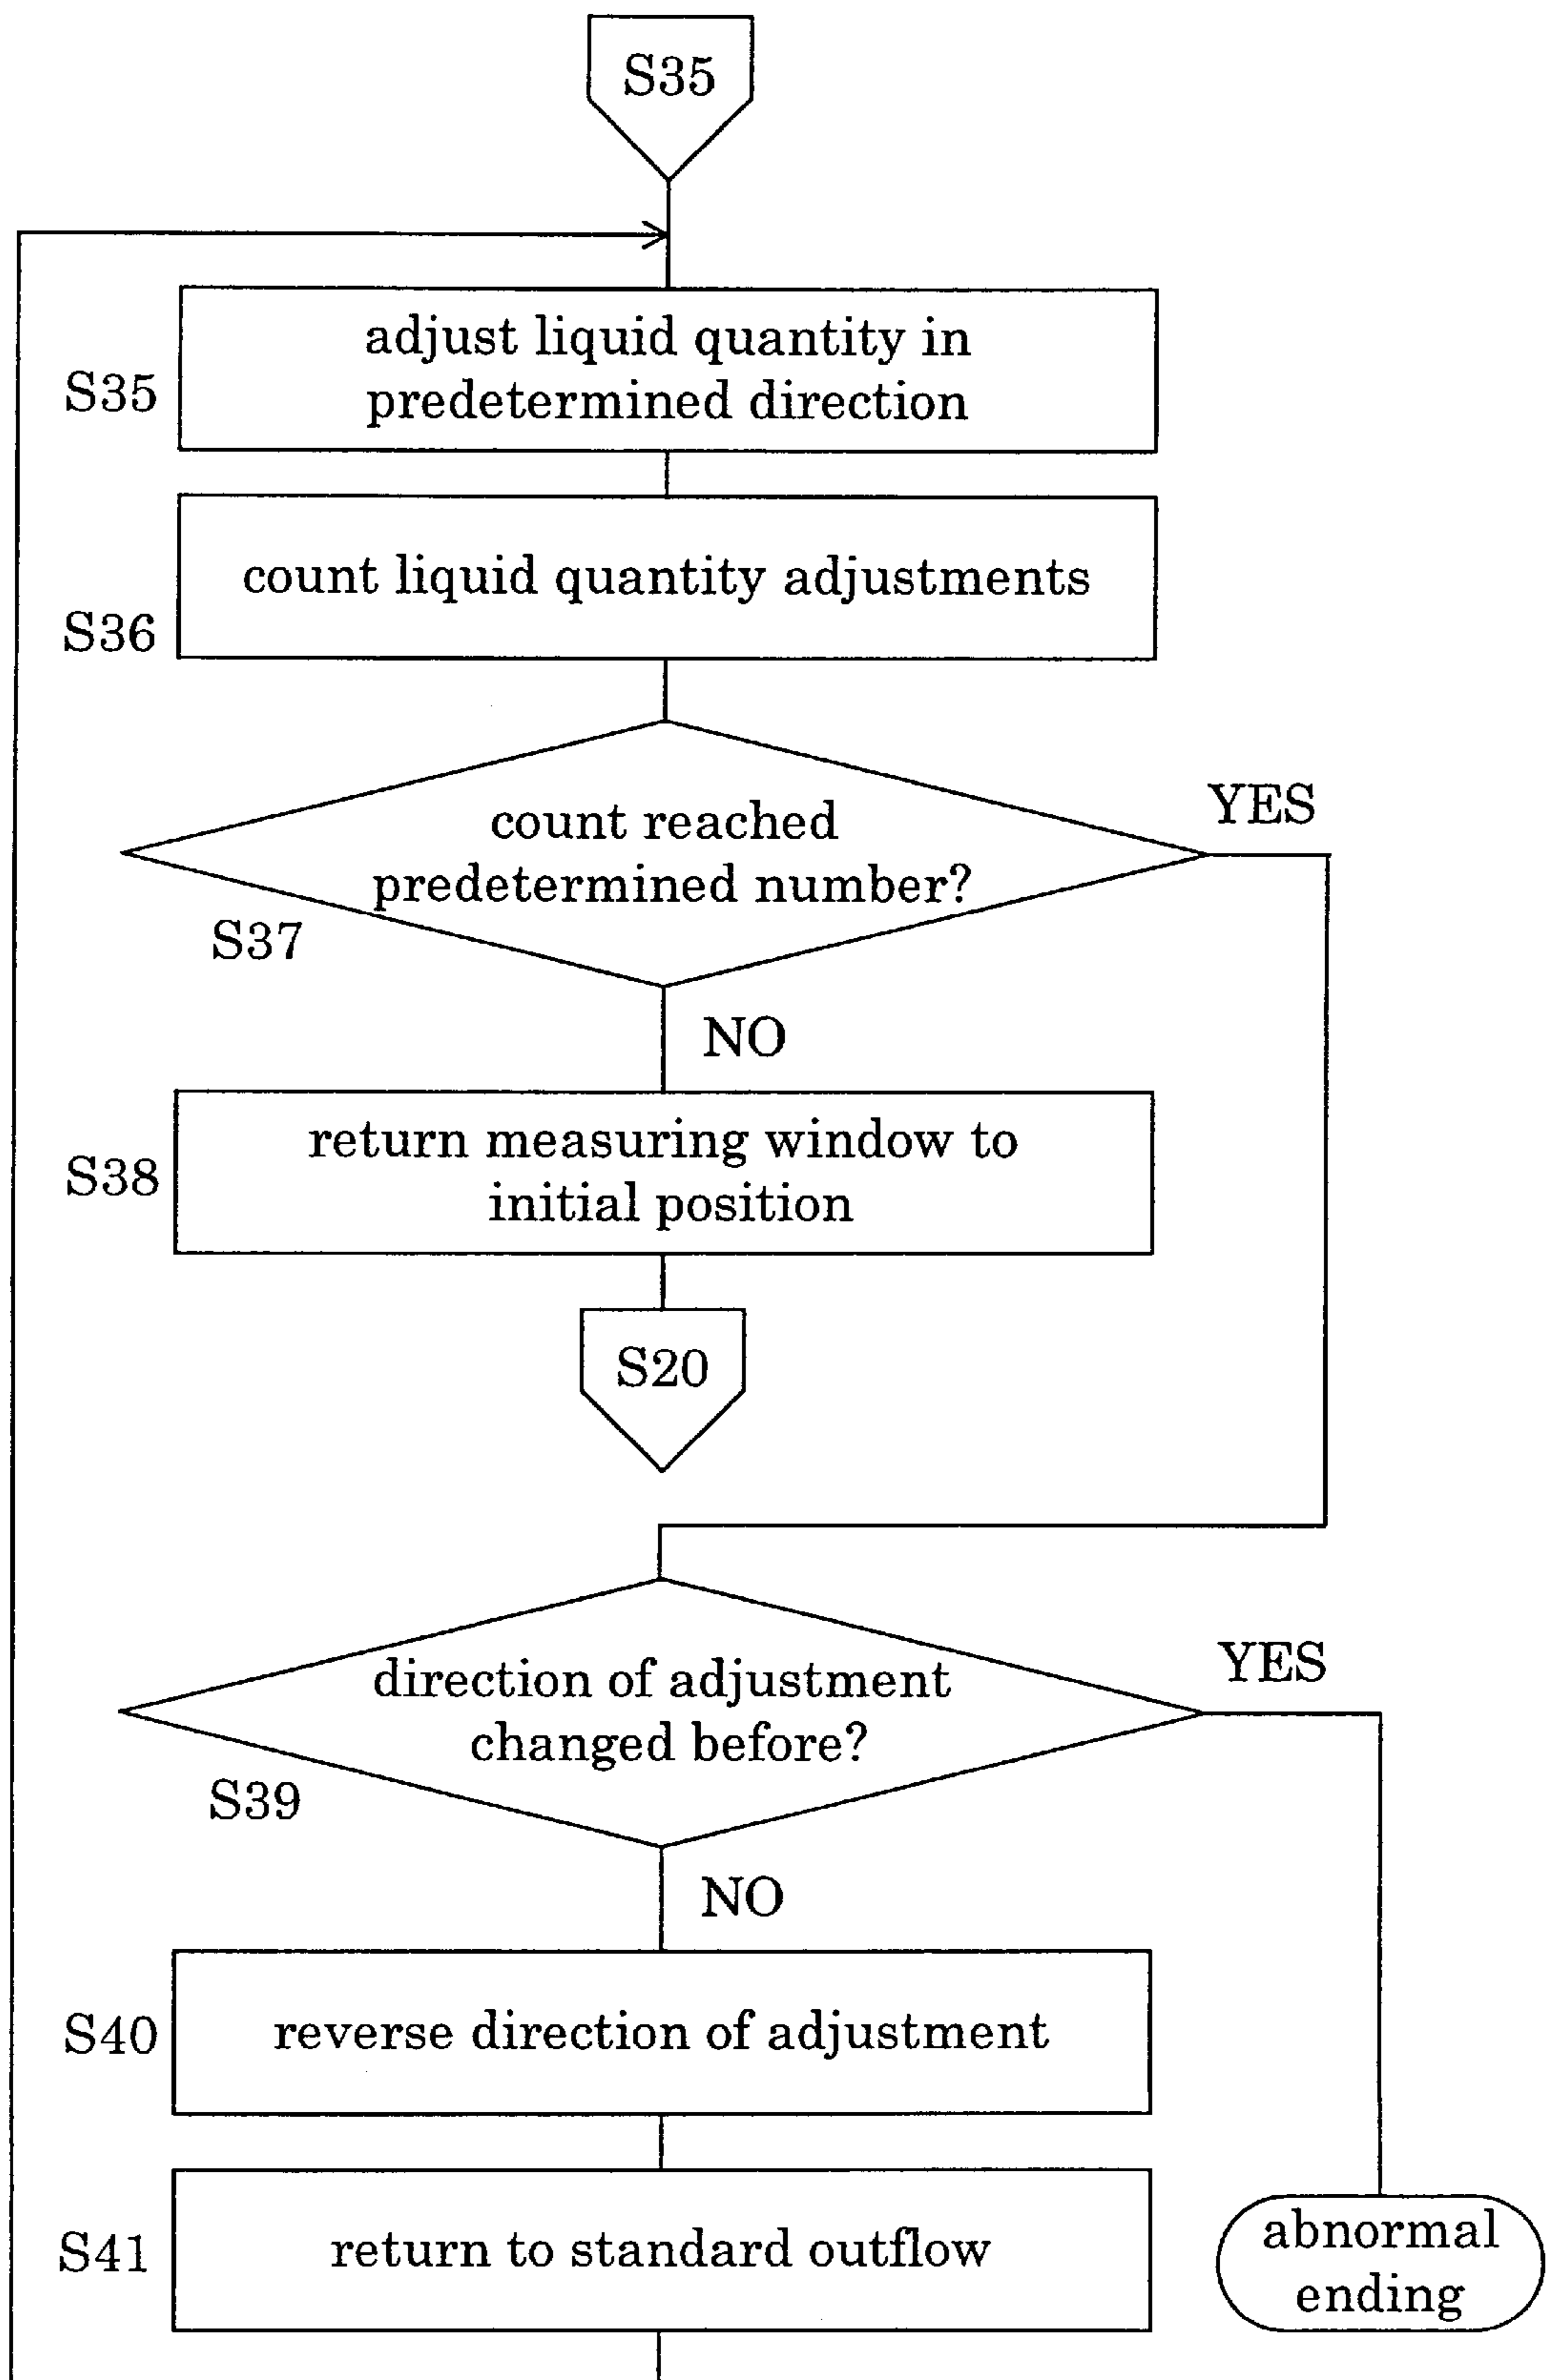 S35
adjust liquid quantity in
predetermined direction
S35
count liquid quantity adjustments
S36
count reached
predetermined number?
YES
S37
NO
return measuring window to
initial position
S38
S20
direction of adjustment
changed before?
YES
S39
NO
reverse direction of adjustment
S40
return to standard outflow
S41
abnormal
ending